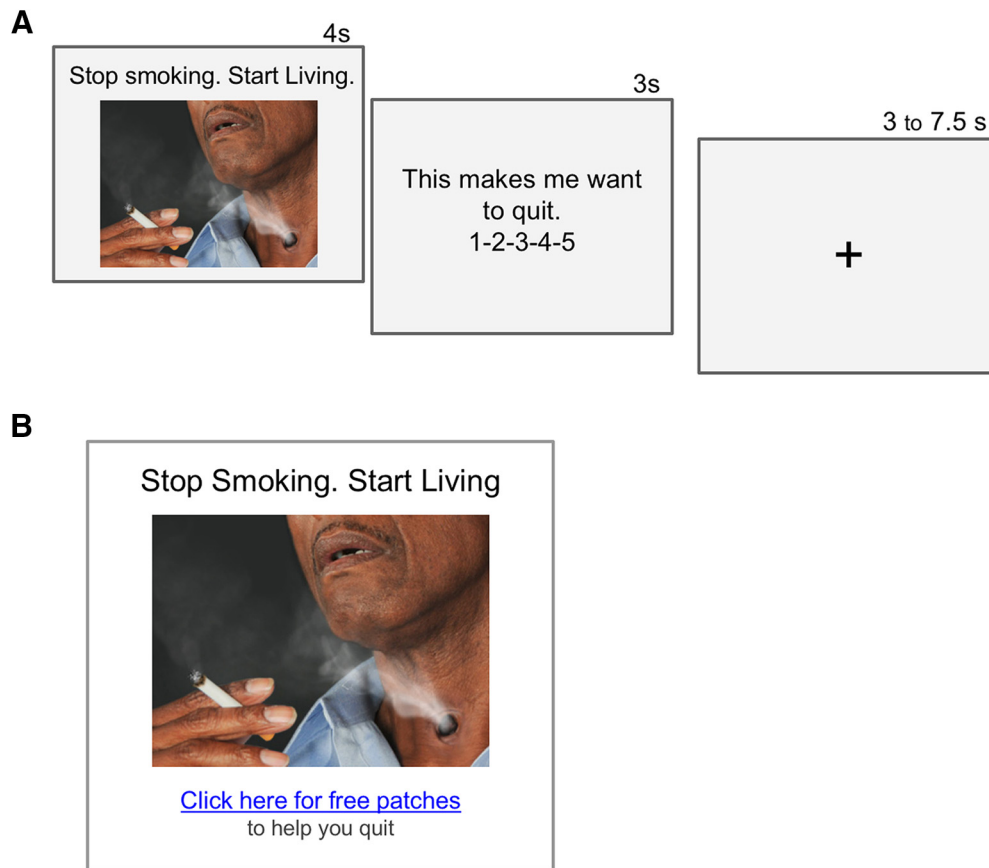 A
4s
Stop smoking. Start Living.
3s
This makes me want
to quit.
1-2-3-4-5
3 to 7.5 s
+
B
Stop Smoking. Start Living
Click here for free patches
to help you quit